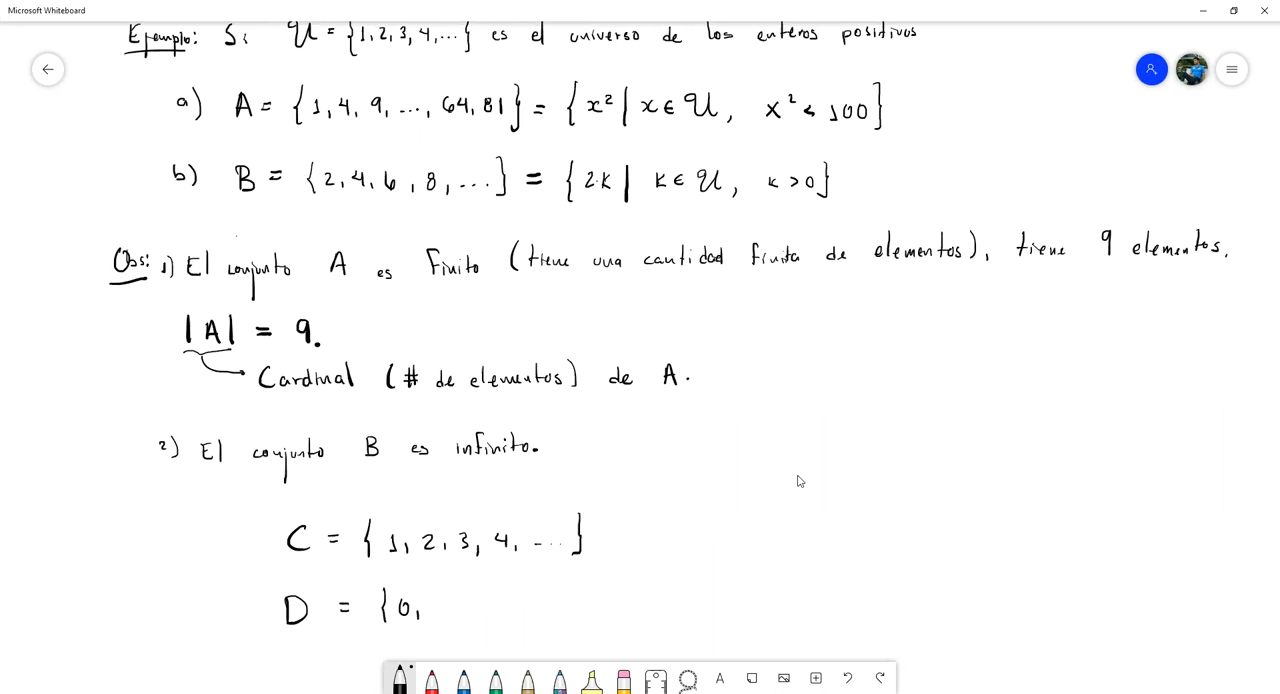 Microsoft Whiteboard
Ejemplo: Si U = {1, 2, 3, 4, ...} es el universo de los enteros positivos
a) A = {1, 4, 9, ..., 64, 81} = {x² | x ∈ U, x² < 100}
b) B = {2, 4, 6, 8, ...} = {2·K | K ∈ U, K > 0}
Obs: 1) El conjunto A es Finito (tiene una cantidad finita de elementos), tiene 9 elementos.
|A| = 9.
Cardinal (# de elementos) de A.
2) El conjunto B es infinito.
C = {1, 2, 3, 4, ...}
D = {0,
A